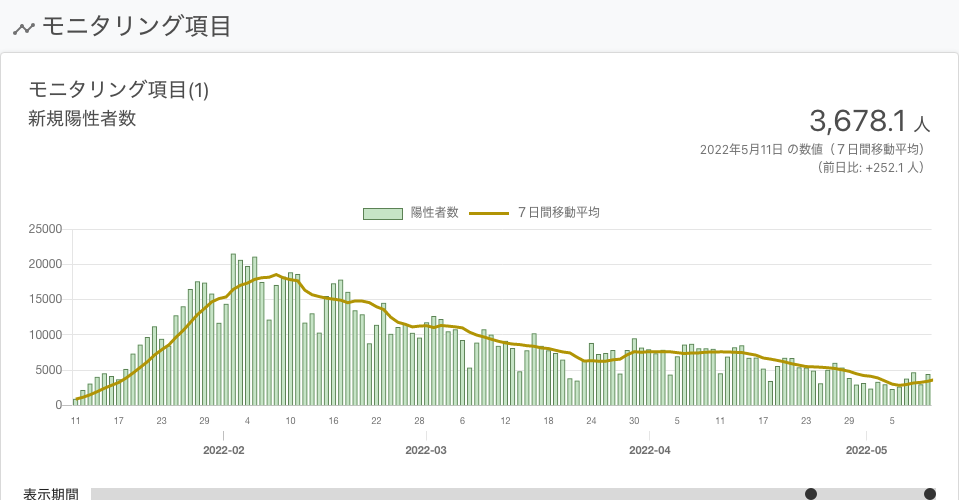 モニタリング項目
モニタリング項目(1)
新規陽性者数
3,678.1 人
2022年5月11日 の数値（７日間移動平均）
（前日比: +252.1 人）
陽性者数 ７日間移動平均
25000
20000
15000
10000
5000
0
11 17 23 29 4 10 16 22 28 6 12 18 24 30 5 11 17 23 29 5
2022-02 2022-03 2022-04 2022-05
表示期間